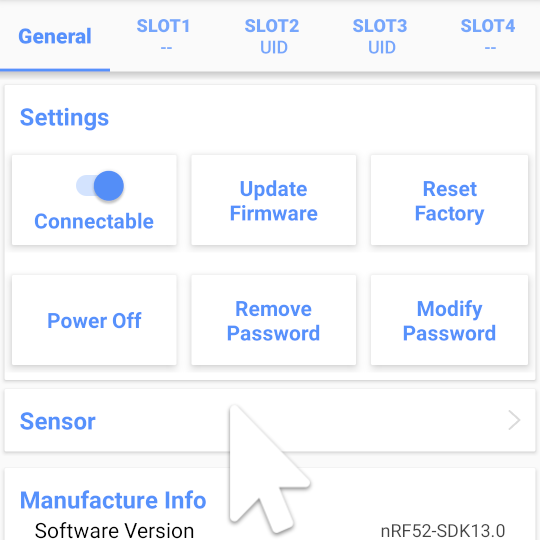 General
SLOT1
--
SLOT2
UID
SLOT3
UID
SLOT4
--
Settings
Connectable
Update
Firmware
Reset
Factory
Power Off
Remove
Password
Modify
Password
Sensor
Manufacture Info
Software Version
nRF52-SDK13.0